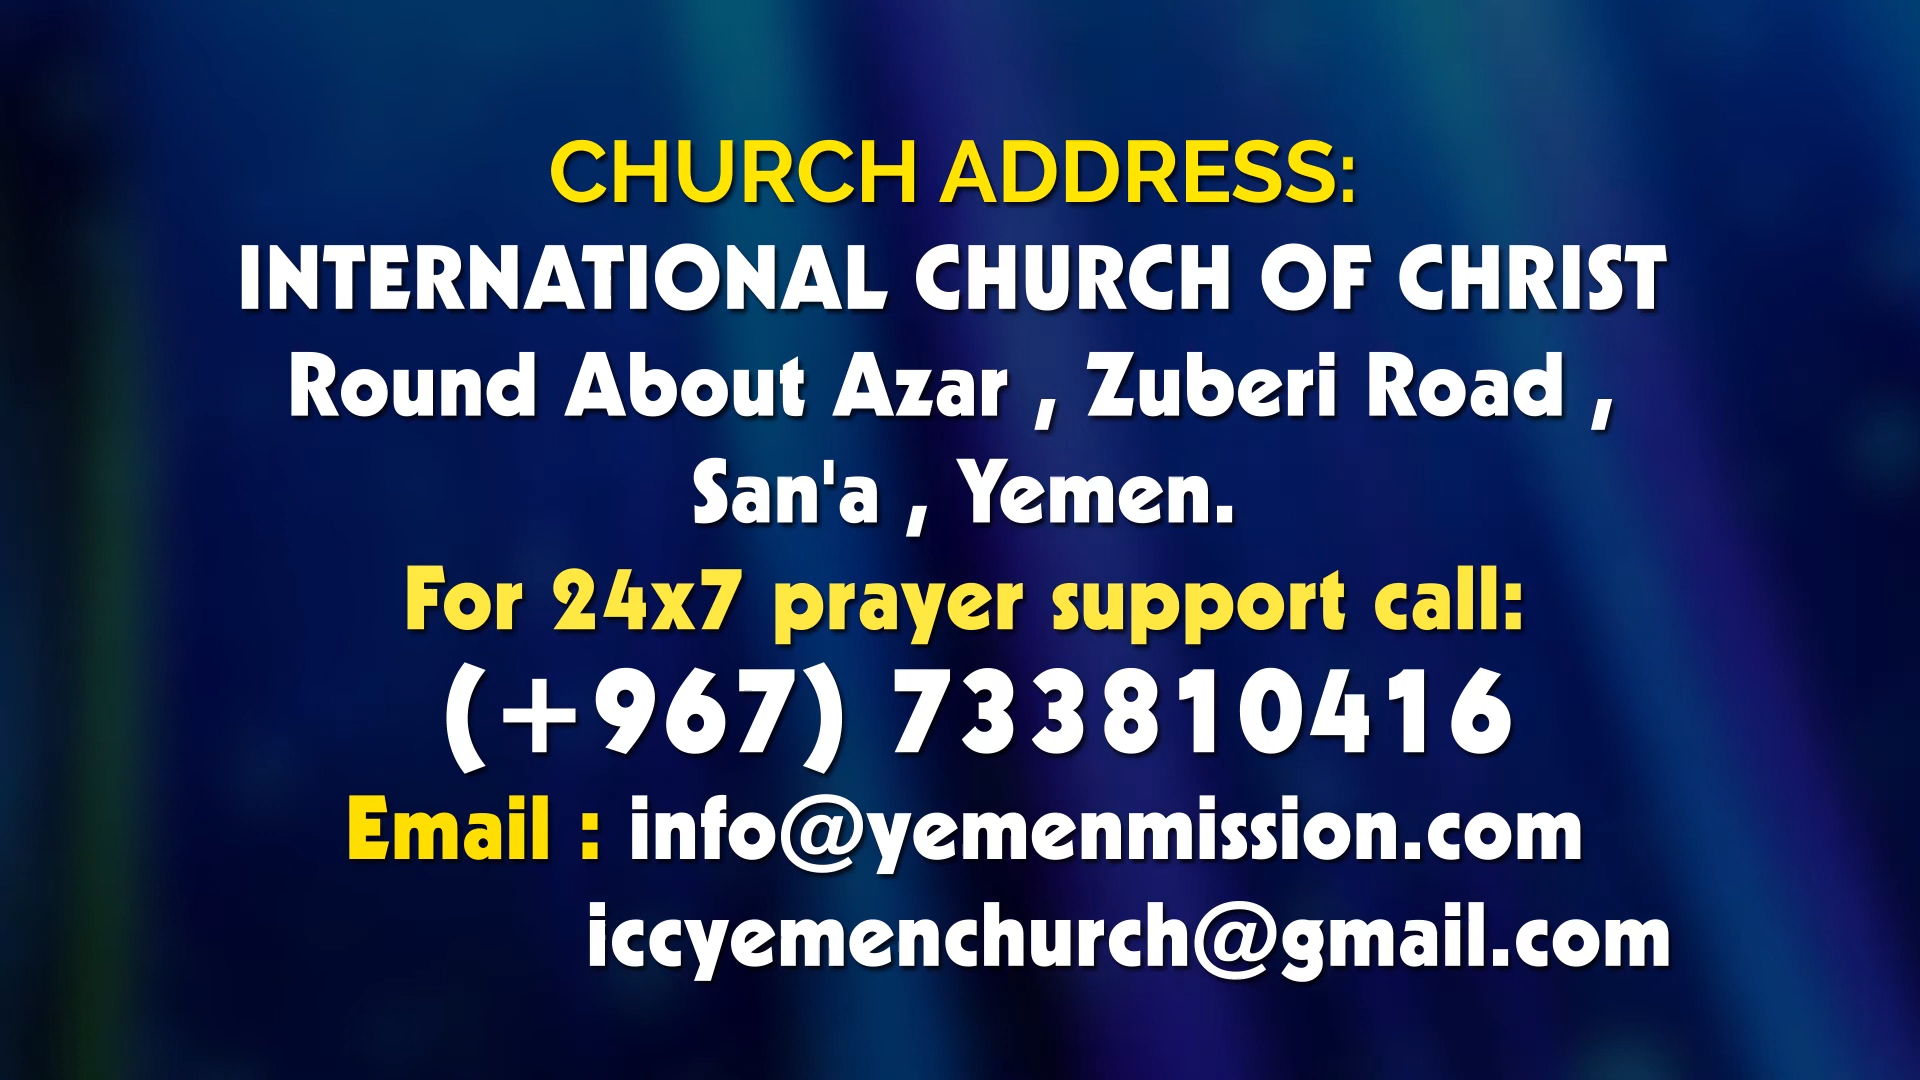 CHURCH ADDRESS:
INTERNATIONAL CHURCH OF CHRIST
Round About Azar , Zuberi Road ,
San'a , Yemen.
For 24x7 prayer support call:
(+967) 733810416
Email : info@yemenmission.com
iccyemenchurch@gmail.com